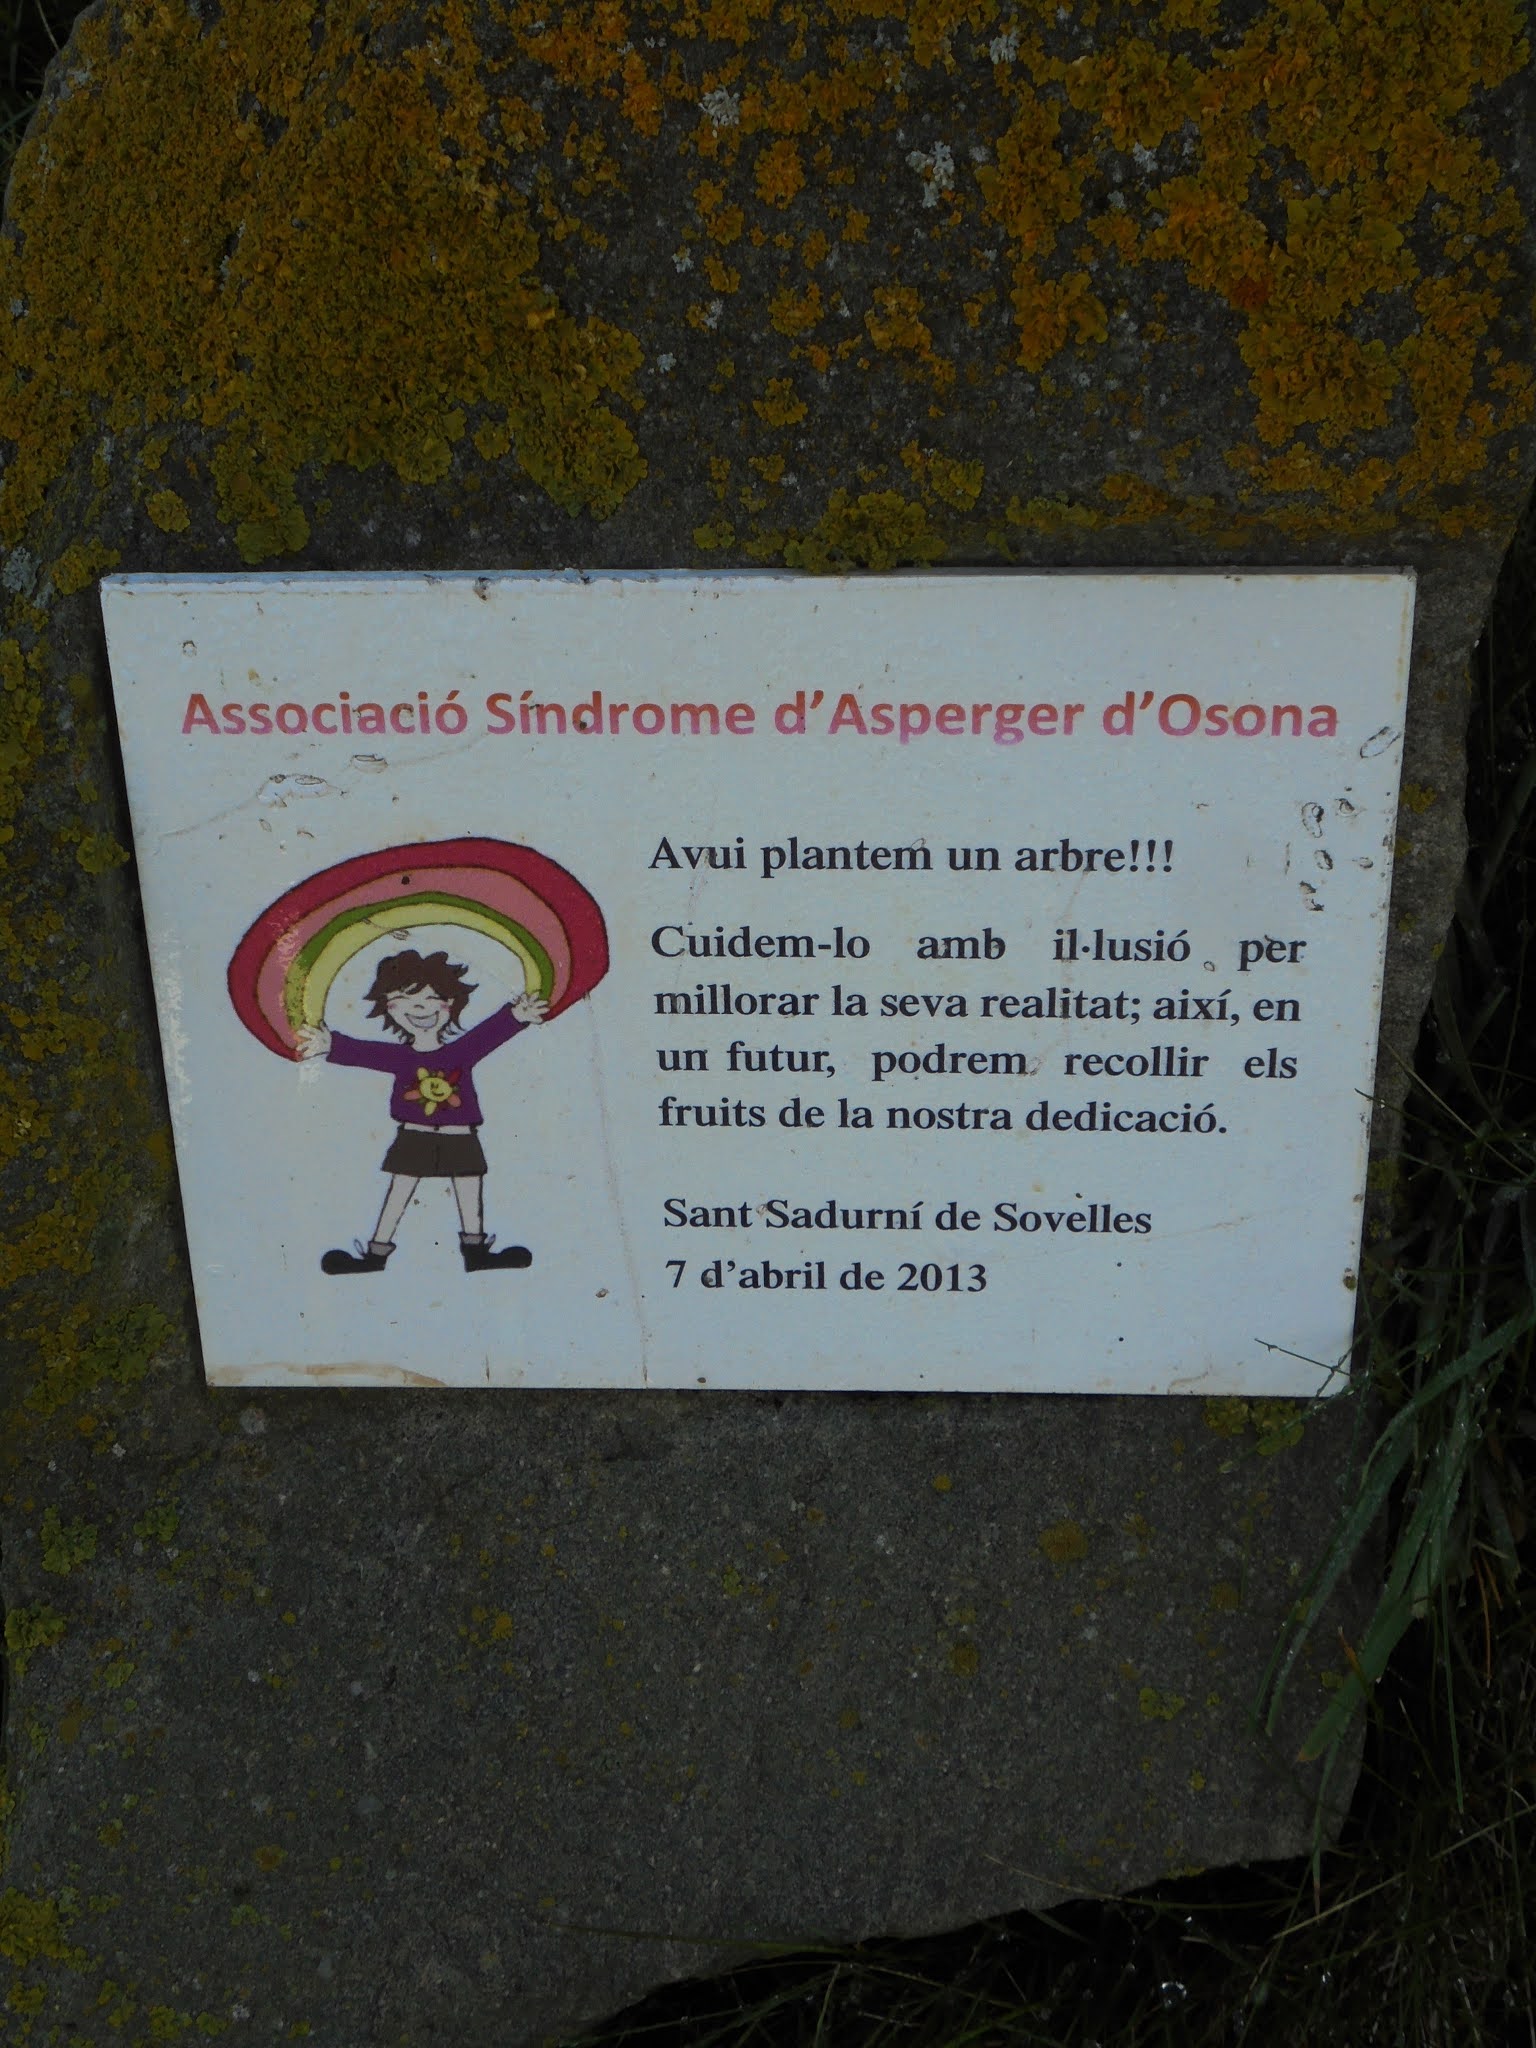 Associació Síndrome d'Asperger d'Osona
Avui plantem un arbre!!!
Cuidem-lo amb il·lusió per
millorar la seva realitat; així, en
un futur, podrem recollir els
fruits de la nostra dedicació.
Sant Sadurní de Sovelles
7 d'abril de 2013